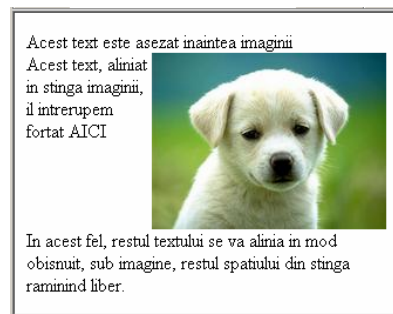 Acest text este asezat inaintea imaginii
Acest text, aliniat
in stinga imaginii,
il intrerupem
fortat AICI
In acest fel, restul textului se va alinia in mod
obisnuit, sub imagine, restul spatiului din stinga
raminind liber.